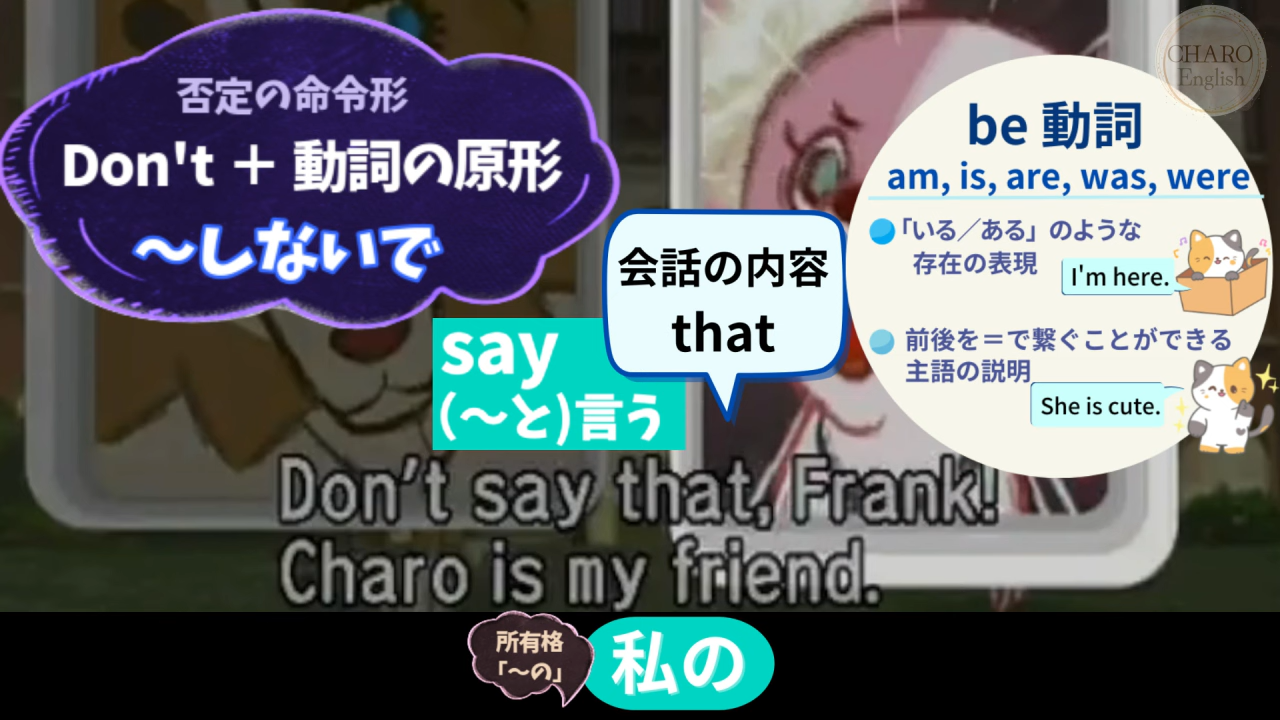 否定の命令形
Don't + 動詞の原形
～しないで
CHARO
English
be 動詞
am, is, are, was, were
「いる／ある」のような
存在の表現
I'm here.
前後を＝で繋ぐことができる
主語の説明
She is cute.
会話の内容
that
say
(～と)言う
Don't say that, Frank!
Charo is my friend.
所有格
「～の」
私の